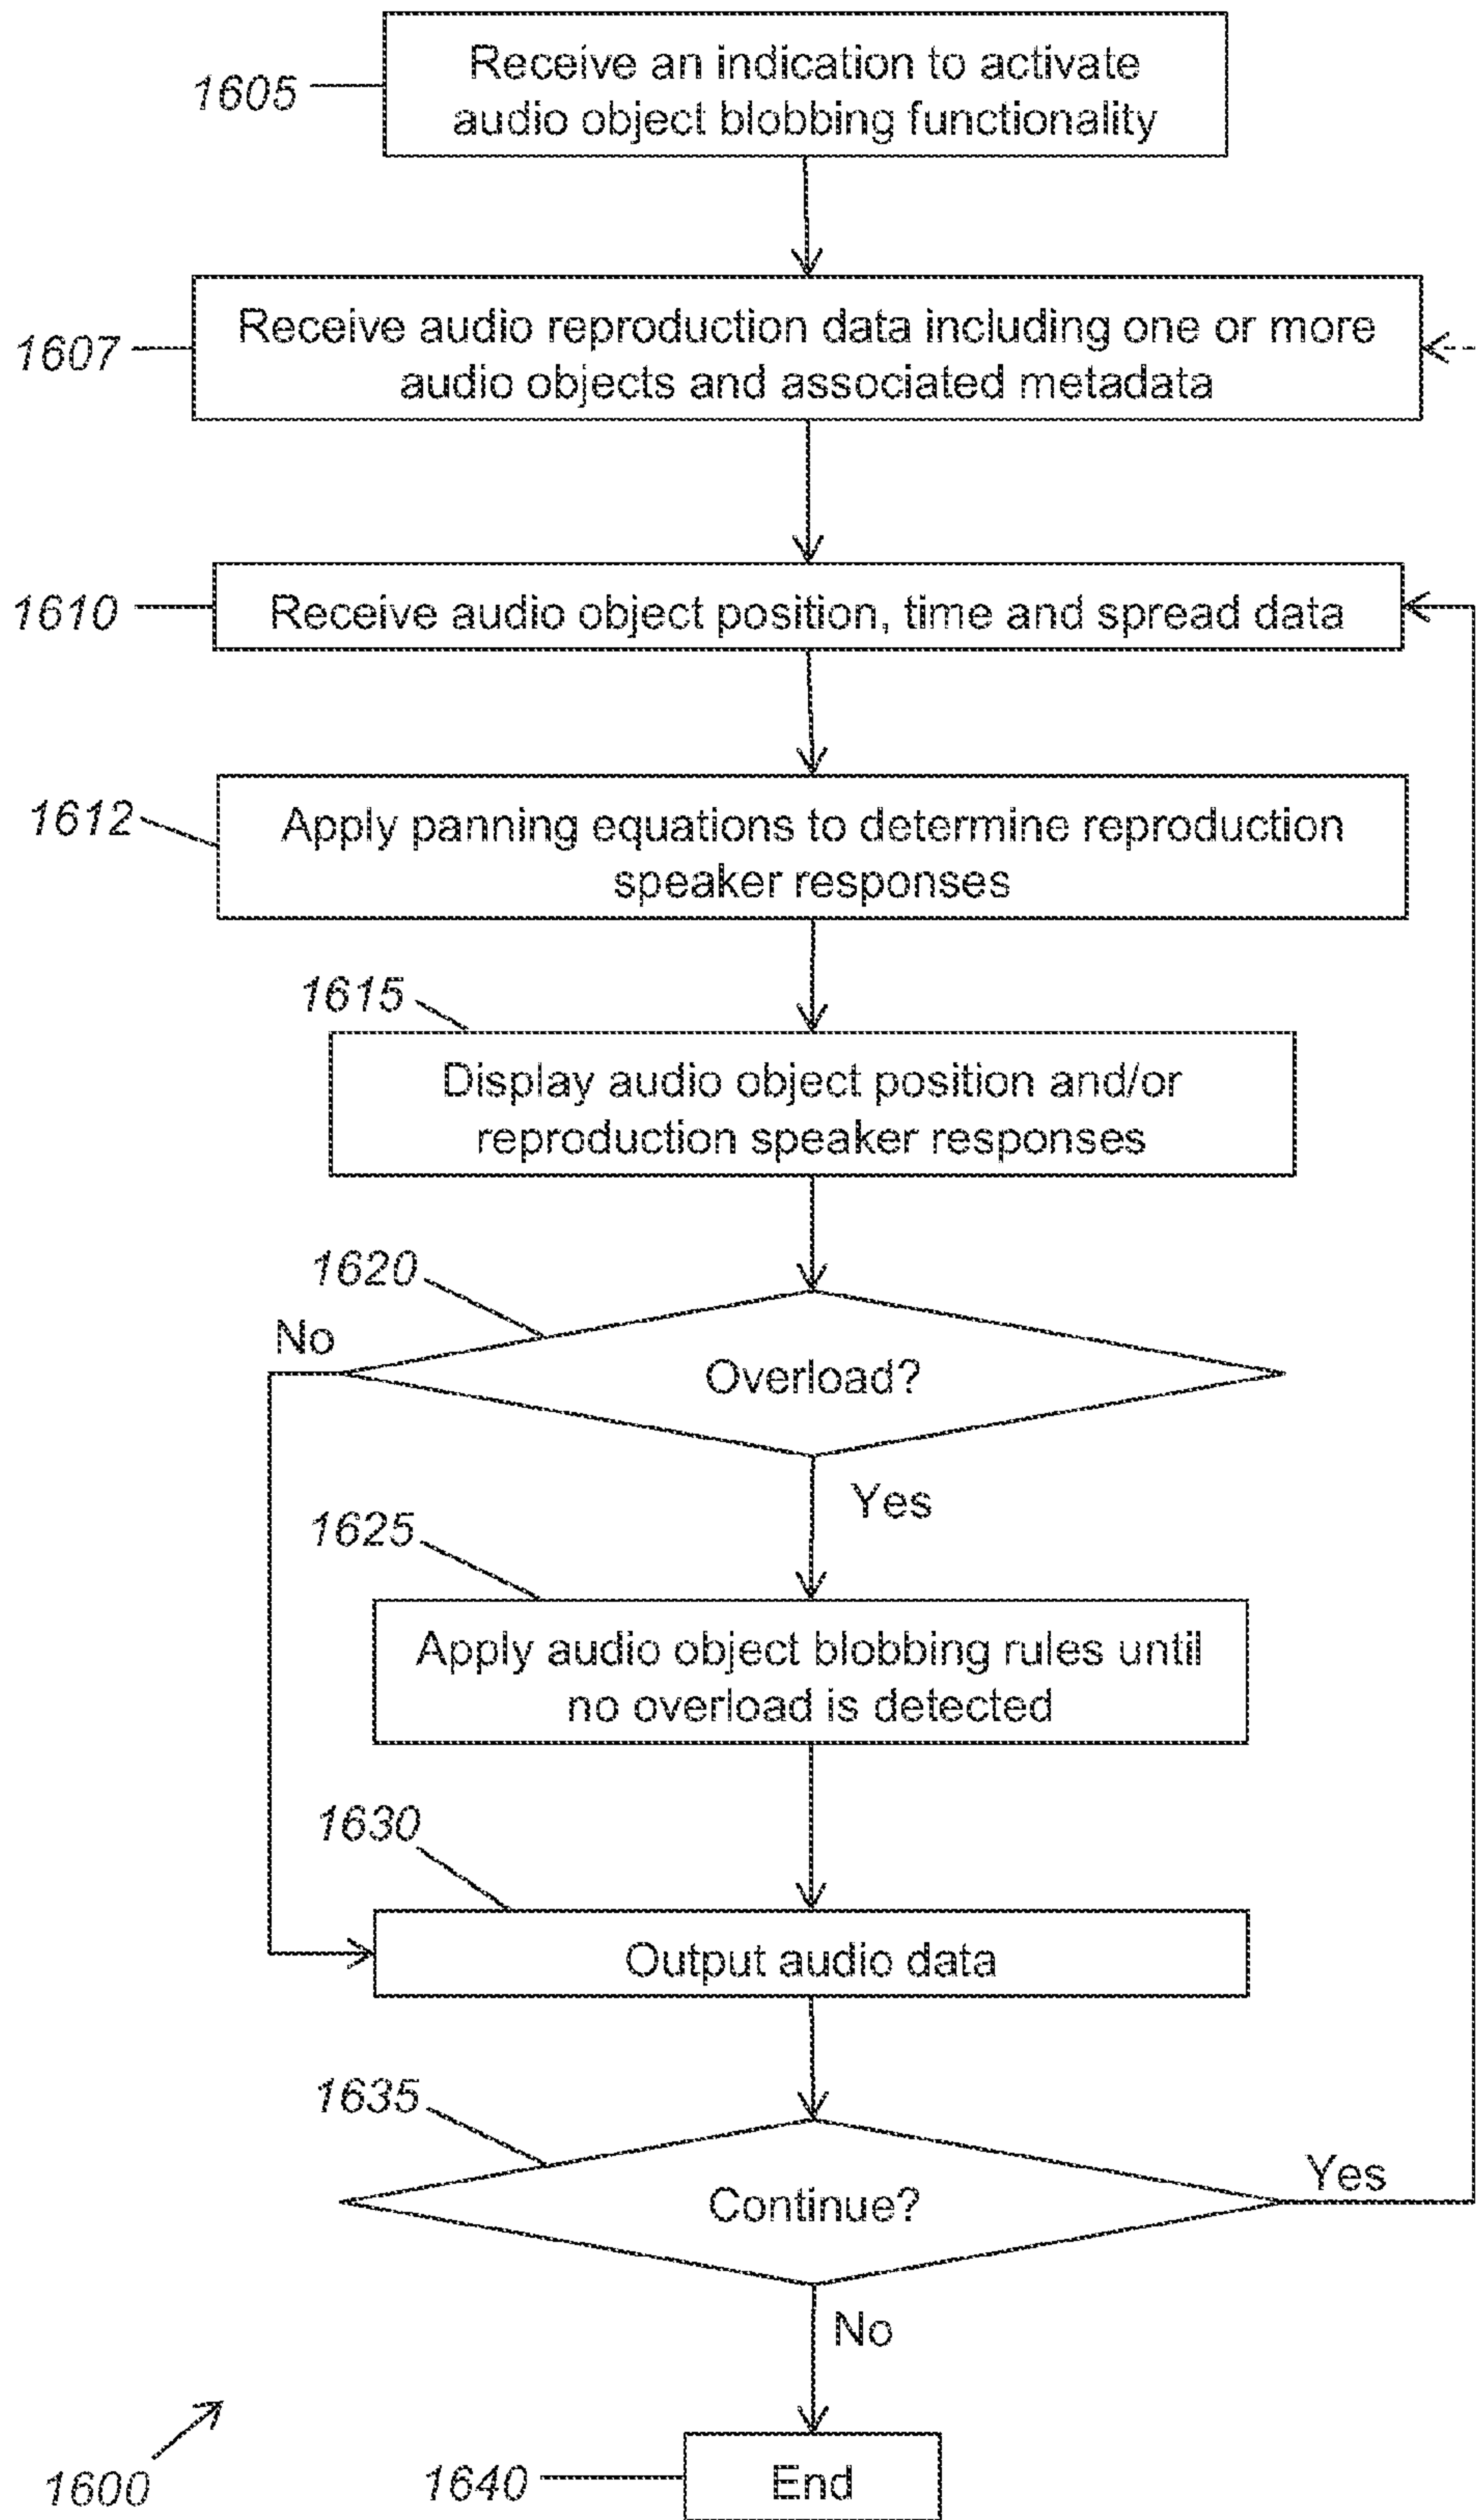 1605
Receive an indication to activate
audio object blobbing functionality
1607
Receive audio reproduction data including one or more
audio objects and associated metadata
1610
Receive audio object position, time and spread data
1612
Apply panning equations to determine reproduction
speaker responses
1615
Display audio object position and/or
reproduction speaker responses
1620
No
Overload?
Yes
1625
Apply audio object blobbing rules until
no overload is detected
1630
Output audio data
1635
Continue?
Yes
No
1600
1640
End